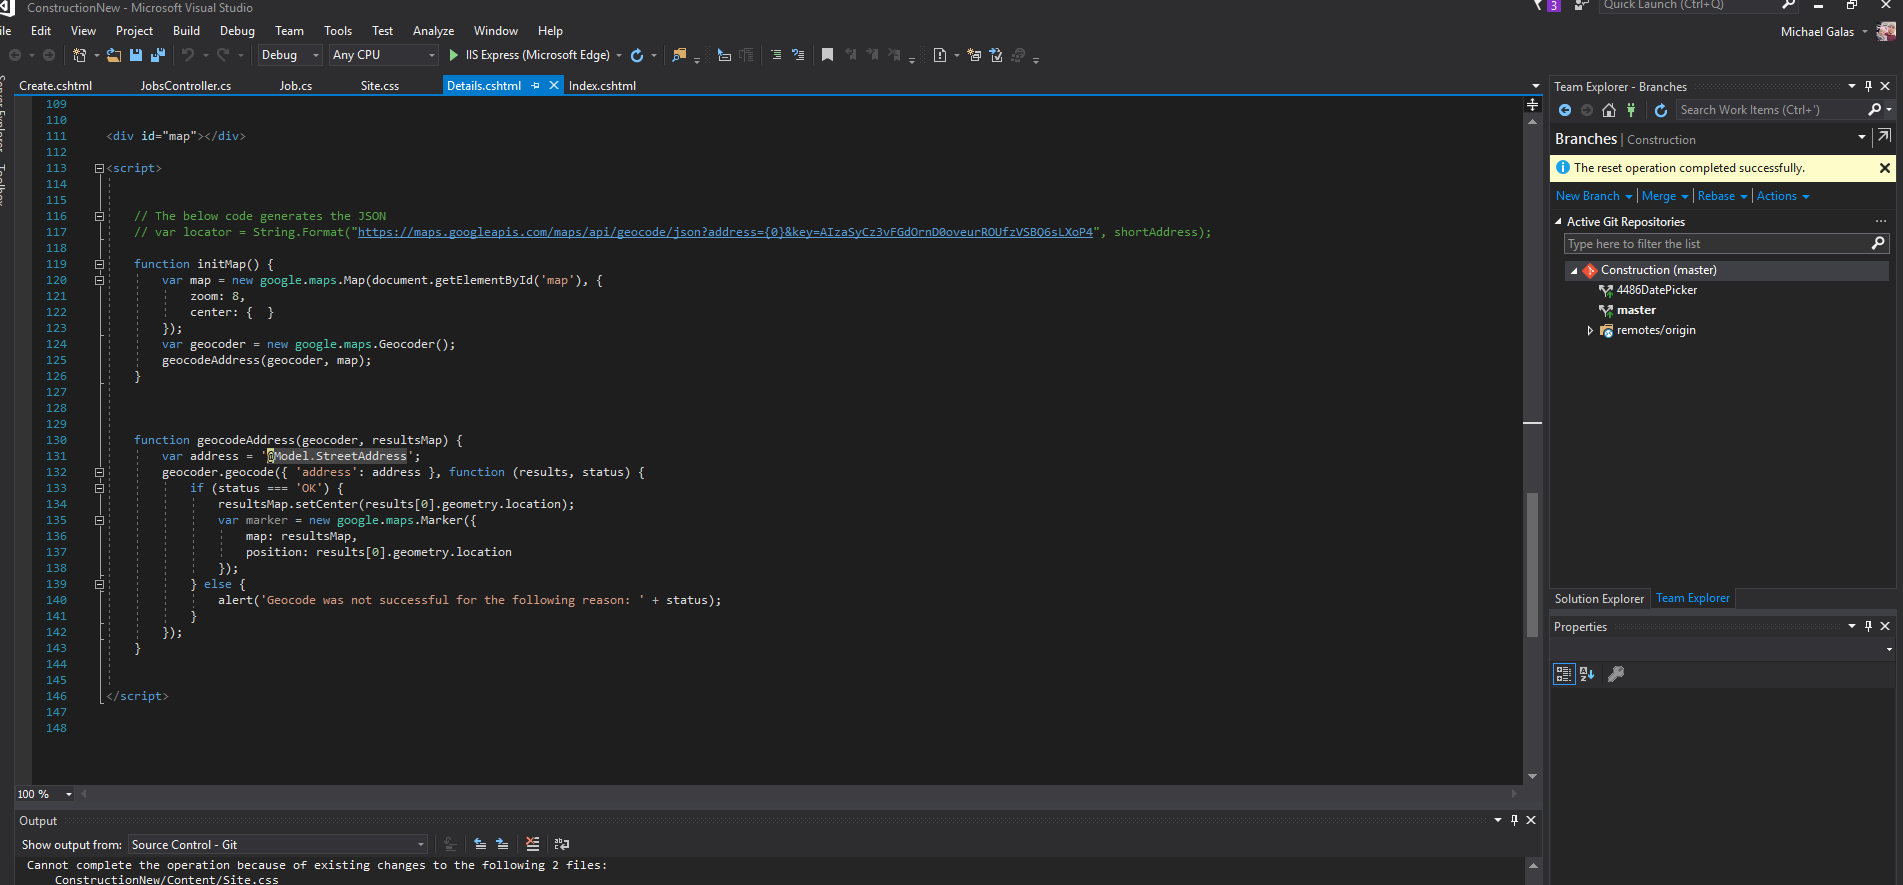 ConstructionNew - Microsoft Visual Studio
3
Quick Launch (Ctrl+Q)
ile Edit View Project Build Debug Team Tools Test Analyze Window Help
Michael Galas
Debug Any CPU IIS Express (Microsoft Edge)
Create.cshtml JobsController.cs Job.cs Site.css Details.cshtml Index.cshtml
Server Explorer
Toolbox
109
110
111 <div id="map"></div>
112
113 <script>
114
115
116 // The below code generates the JSON
117 // var locator = String.Format("https://maps.googleapis.com/maps/api/geocode/json?address={0}&key=AIzaSyCz3vFGdOrnD0oveurROUfzVSBQ6sLXoP4", shortAddress);
118
119 function initMap() {
120 var map = new google.maps.Map(document.getElementById('map'), {
121 zoom: 8,
122 center: {  }
123 });
124 var geocoder = new google.maps.Geocoder();
125 geocodeAddress(geocoder, map);
126 }
127
128
129
130 function geocodeAddress(geocoder, resultsMap) {
131 var address = '@Model.StreetAddress';
132 geocoder.geocode({ 'address': address }, function (results, status) {
133 if (status === 'OK') {
134 resultsMap.setCenter(results[0].geometry.location);
135 var marker = new google.maps.Marker({
136 map: resultsMap,
137 position: results[0].geometry.location
138 });
139 } else {
140 alert('Geocode was not successful for the following reason: ' + status);
141 }
142 });
143 }
144
145
146 </script>
147
148
100 %
Output
Show output from: Source Control - Git
Cannot complete the operation because of existing changes to the following 2 files:
ConstructionNew/Content/Site.css
Team Explorer - Branches
Search Work Items (Ctrl+')
Branches | Construction
The reset operation completed successfully.
New Branch | Merge | Rebase | Actions
Active Git Repositories
Type here to filter the list
Construction (master)
4486DatePicker
master
remotes/origin
Solution Explorer Team Explorer
Properties